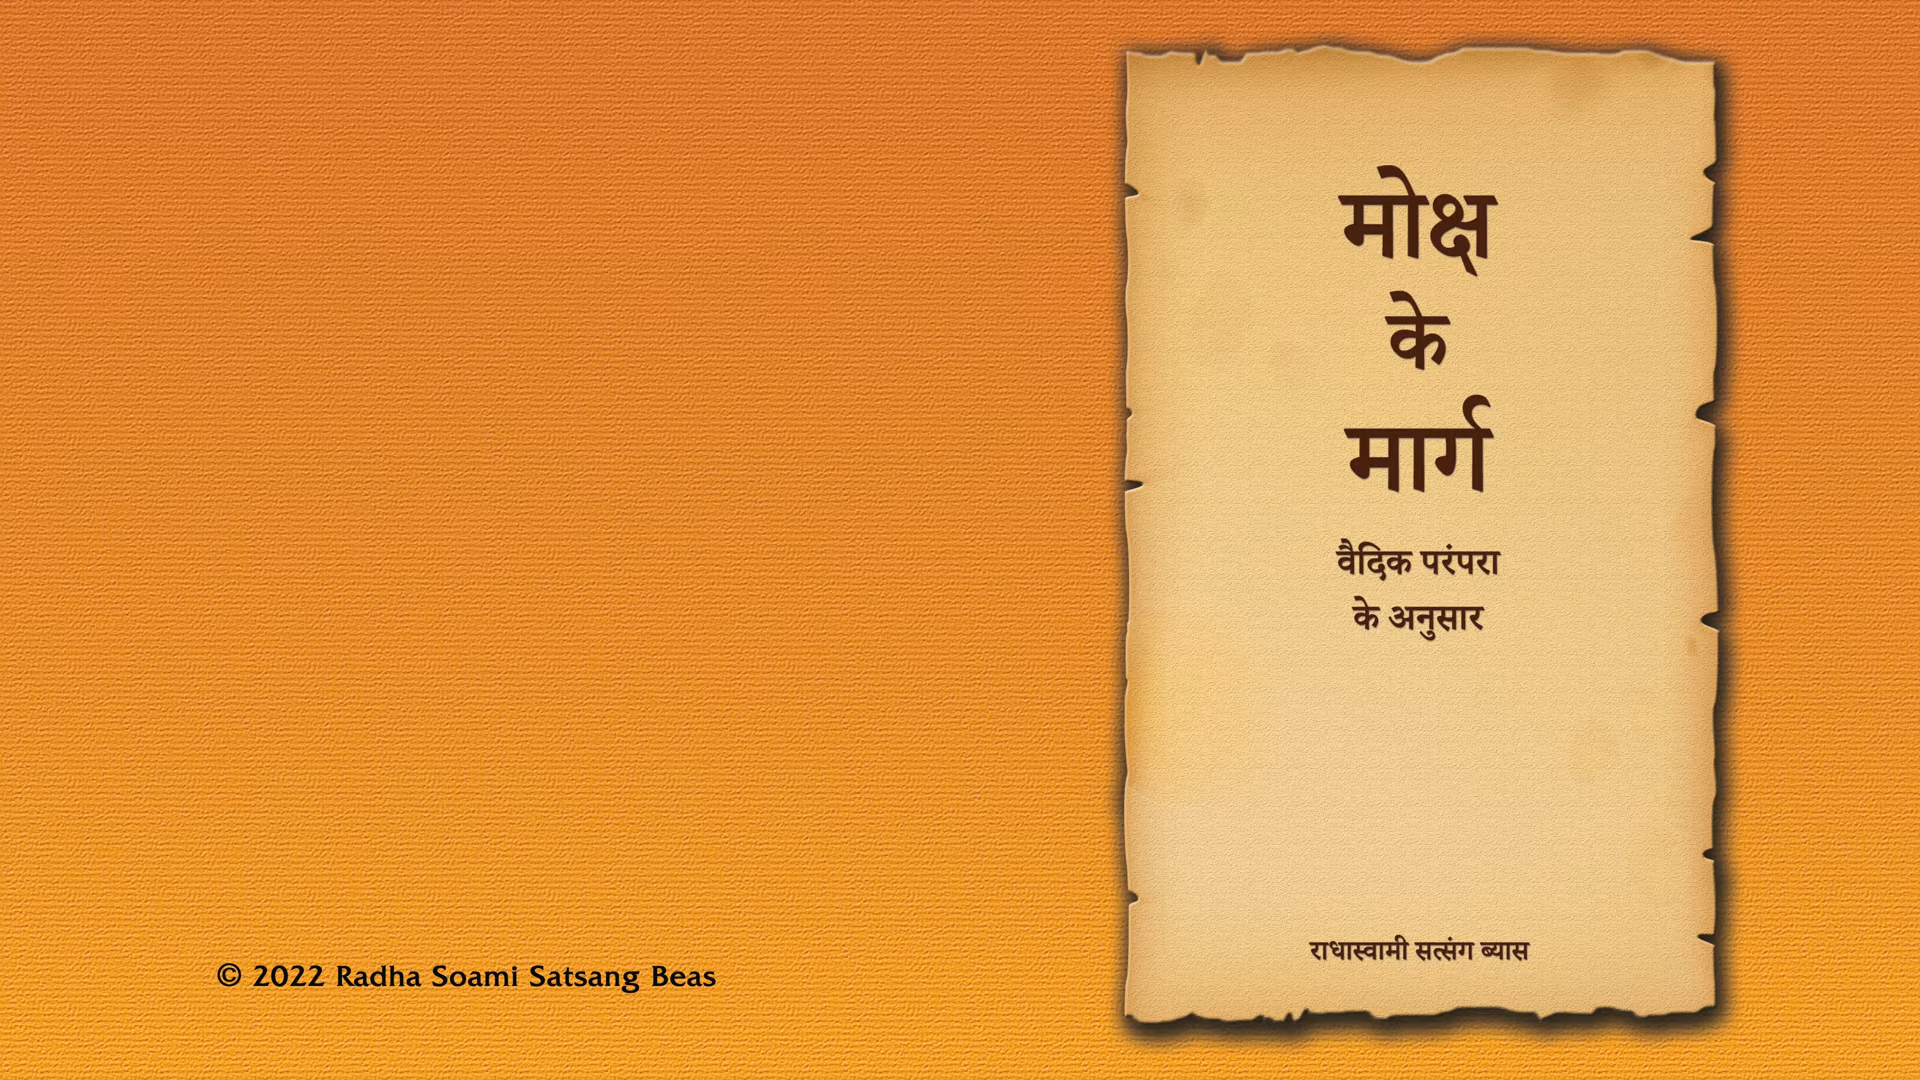 मोक्ष
के
मार्ग
वैदिक परंपरा
के अनुसार
राधास्वामी सत्संग ब्यास
© 2022 Radha Soami Satsang Beas